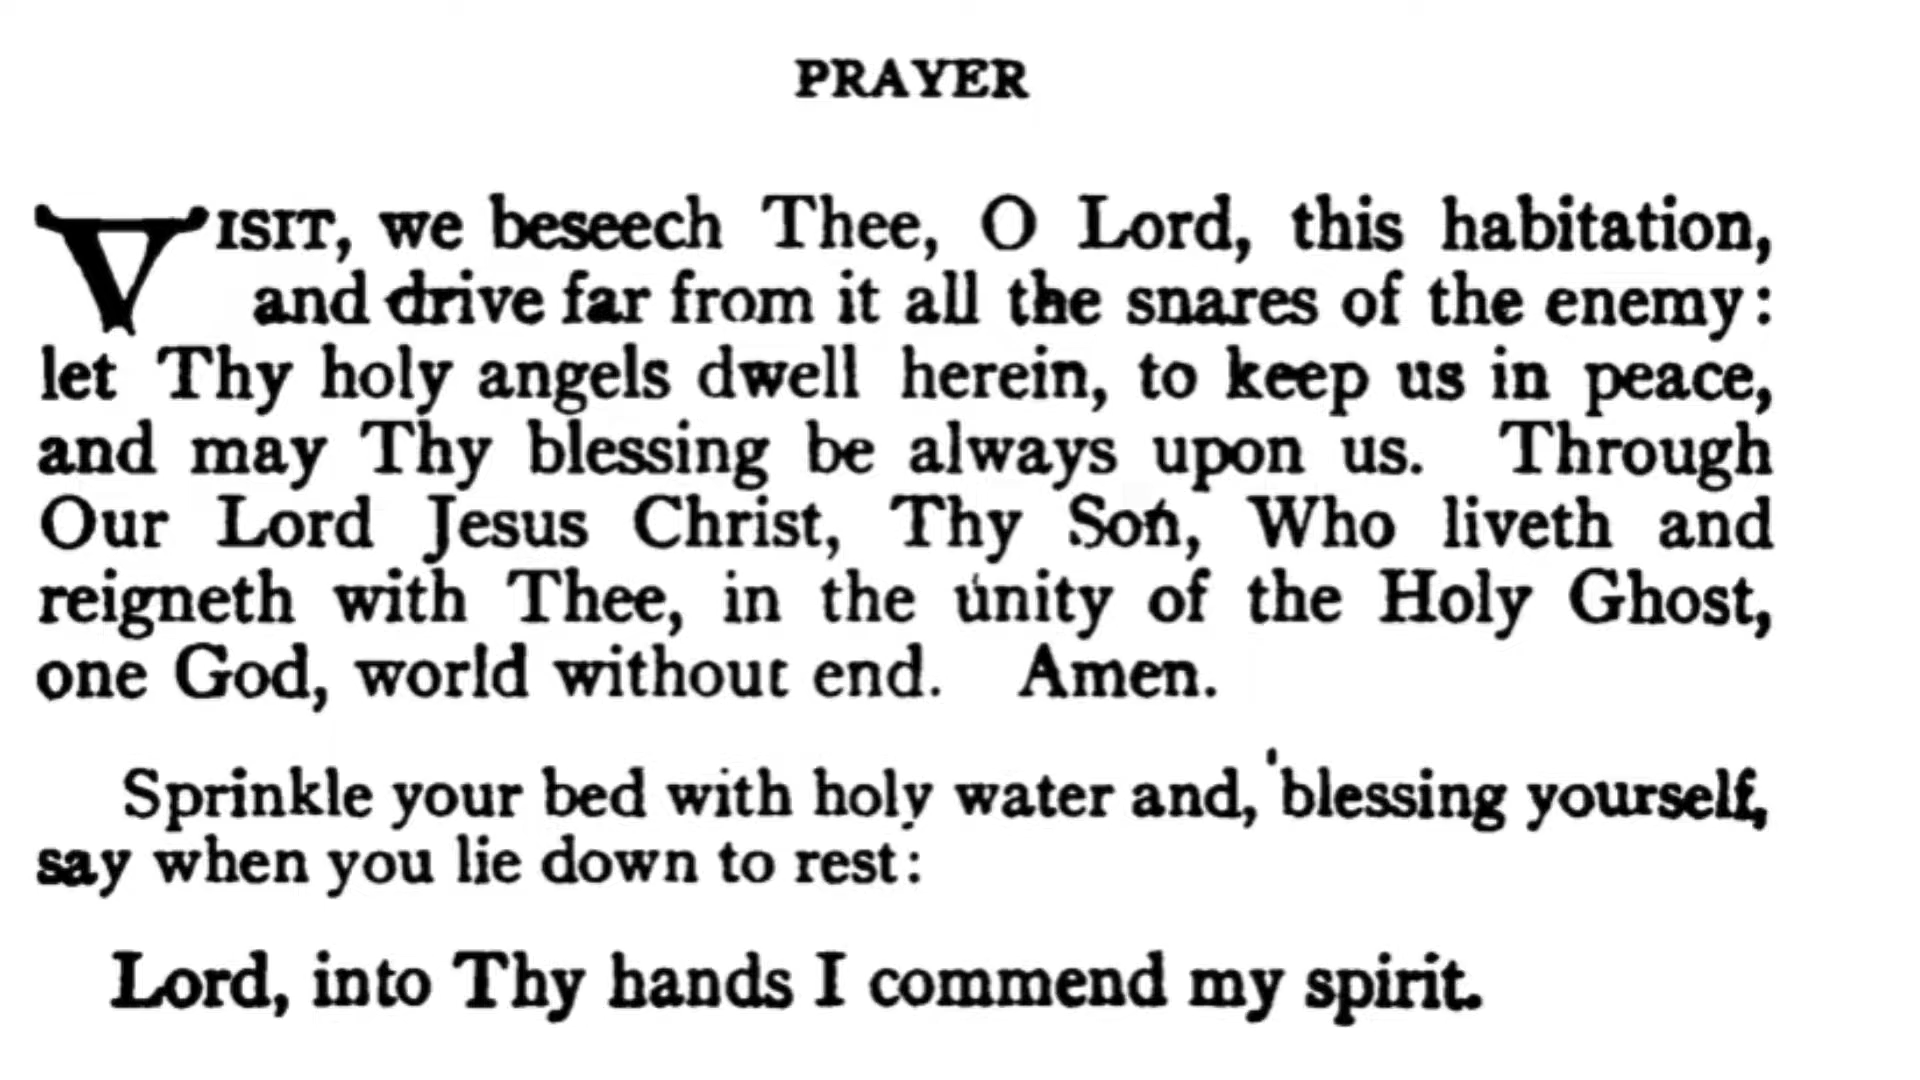 PRAYER
VISIT, we beseech Thee, O Lord, this habitation,
and drive far from it all the snares of the enemy:
let Thy holy angels dwell herein, to keep us in peace,
and may Thy blessing be always upon us. Through
Our Lord Jesus Christ, Thy Son, Who liveth and
reigneth with Thee, in the unity of the Holy Ghost,
one God, world without end. Amen.
Sprinkle your bed with holy water and, blessing yourself,
say when you lie down to rest:
Lord, into Thy hands I commend my spirit.